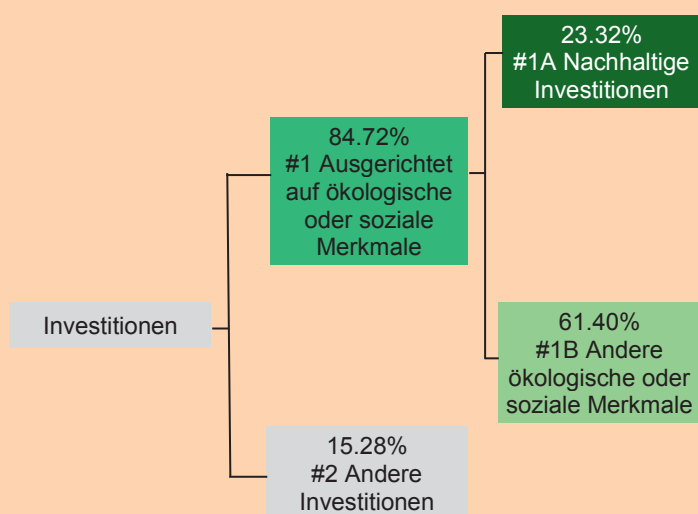 23.32%
#1A Nachhaltige
Investitionen
84.72%
#1 Ausgerichtet
auf ökologische
oder soziale
Merkmale
Investitionen
61.40%
#1B Andere
ökologische oder
soziale Merkmale
15.28%
#2 Andere
Investitionen